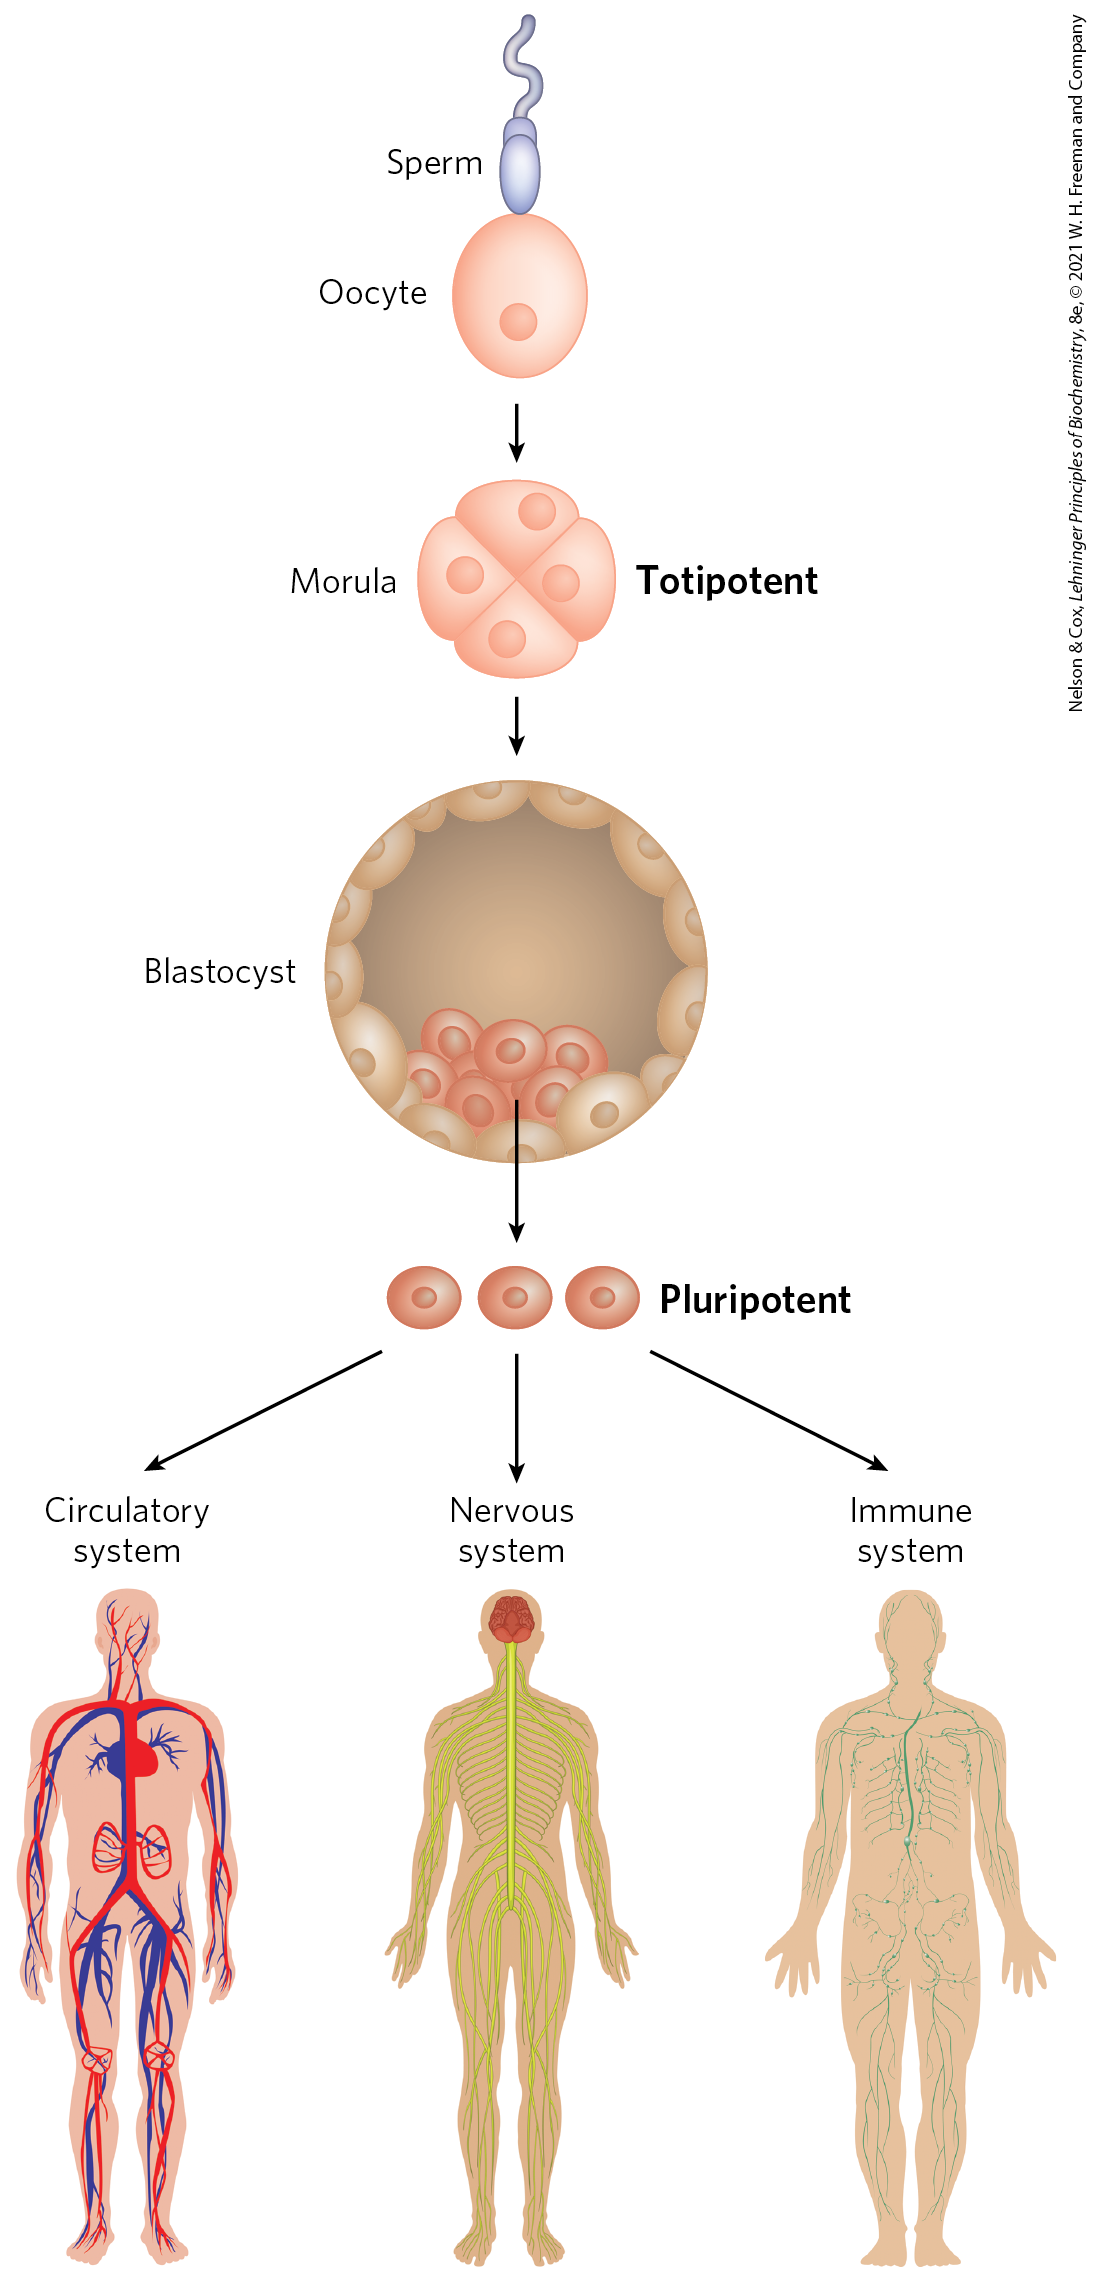 Sperm
Oocyte
Morula
Totipotent
Blastocyst
Pluripotent
Circulatory
system
Nervous
system
Immune
system
Nelson & Cox, Lehninger Principles of Biochemistry, 8e, © 2021 W. H. Freeman and Company